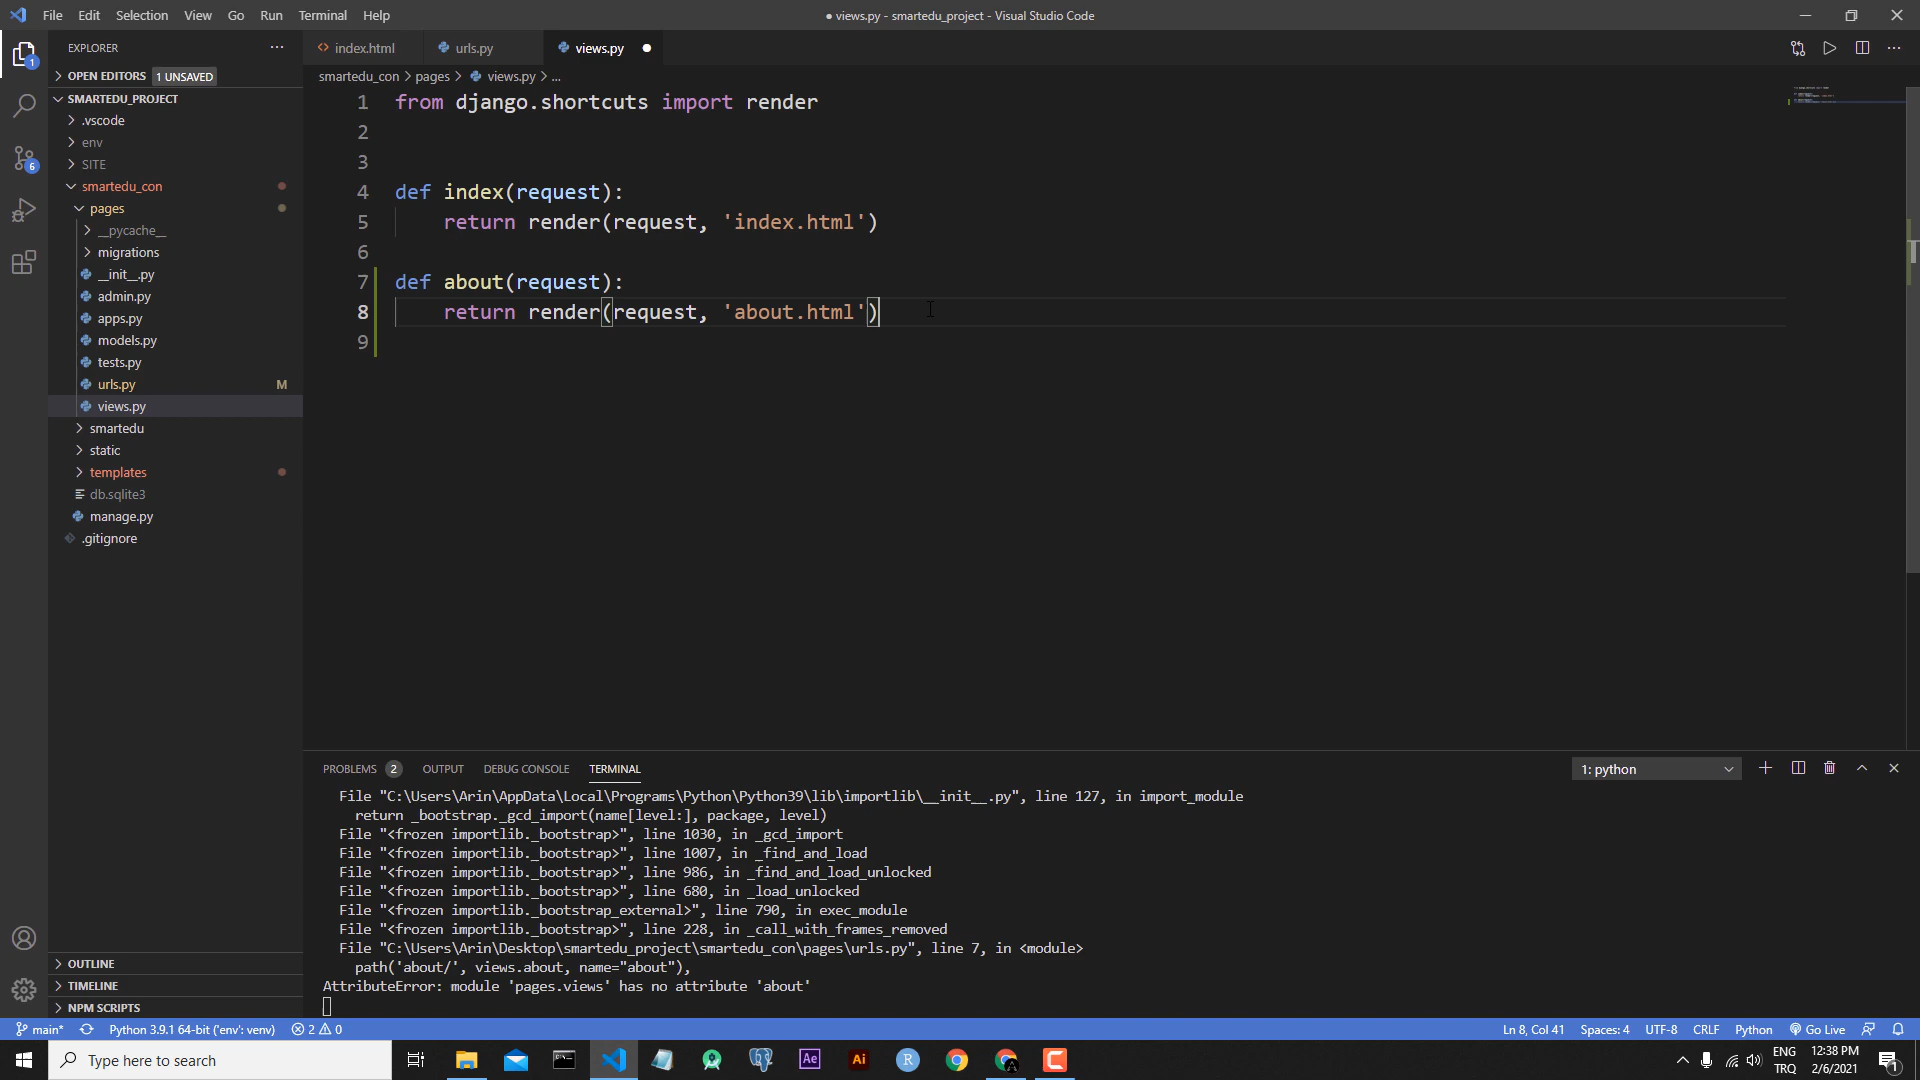 File Edit Selection View Go Run Terminal Help
● views.py - smartedu_project - Visual Studio Code
EXPLORER
OPEN EDITORS 1 UNSAVED
SMARTEDU_PROJECT
.vscode
env
SITE
smartedu_con
pages
__pycache__
migrations
__init__.py
admin.py
apps.py
models.py
tests.py
urls.py M
views.py
smartedu
static
templates
db.sqlite3
manage.py
.gitignore
OUTLINE
TIMELINE
NPM SCRIPTS
1
6
index.html urls.py views.py
smartedu_con > pages > views.py > ...
1 from django.shortcuts import render
2
3
4 def index(request):
5 return render(request, 'index.html')
6
7 def about(request):
8 return render(request, 'about.html')
9
PROBLEMS 2 OUTPUT DEBUG CONSOLE TERMINAL 1: python
File "C:\Users\Arin\AppData\Local\Programs\Python\Python39\lib\importlib\__init__.py", line 127, in import_module
return _bootstrap._gcd_import(name[level:], package, level)
File "<frozen importlib._bootstrap>", line 1030, in _gcd_import
File "<frozen importlib._bootstrap>", line 1007, in _find_and_load
File "<frozen importlib._bootstrap>", line 986, in _find_and_load_unlocked
File "<frozen importlib._bootstrap>", line 680, in _load_unlocked
File "<frozen importlib._bootstrap_external>", line 790, in exec_module
File "<frozen importlib._bootstrap>", line 228, in _call_with_frames_removed
File "C:\Users\Arin\Desktop\smartedu_project\smartedu_con\pages\urls.py", line 7, in <module>
path('about/', views.about, name="about"),
AttributeError: module 'pages.views' has no attribute 'about'
main* Python 3.9.1 64-bit ('env': venv) 2 0 Ln 8, Col 41 Spaces: 4 UTF-8 CRLF Python Go Live
Type here to search
Ae Ai R
ENG
TRQ
12:38 PM
2/6/2021
1